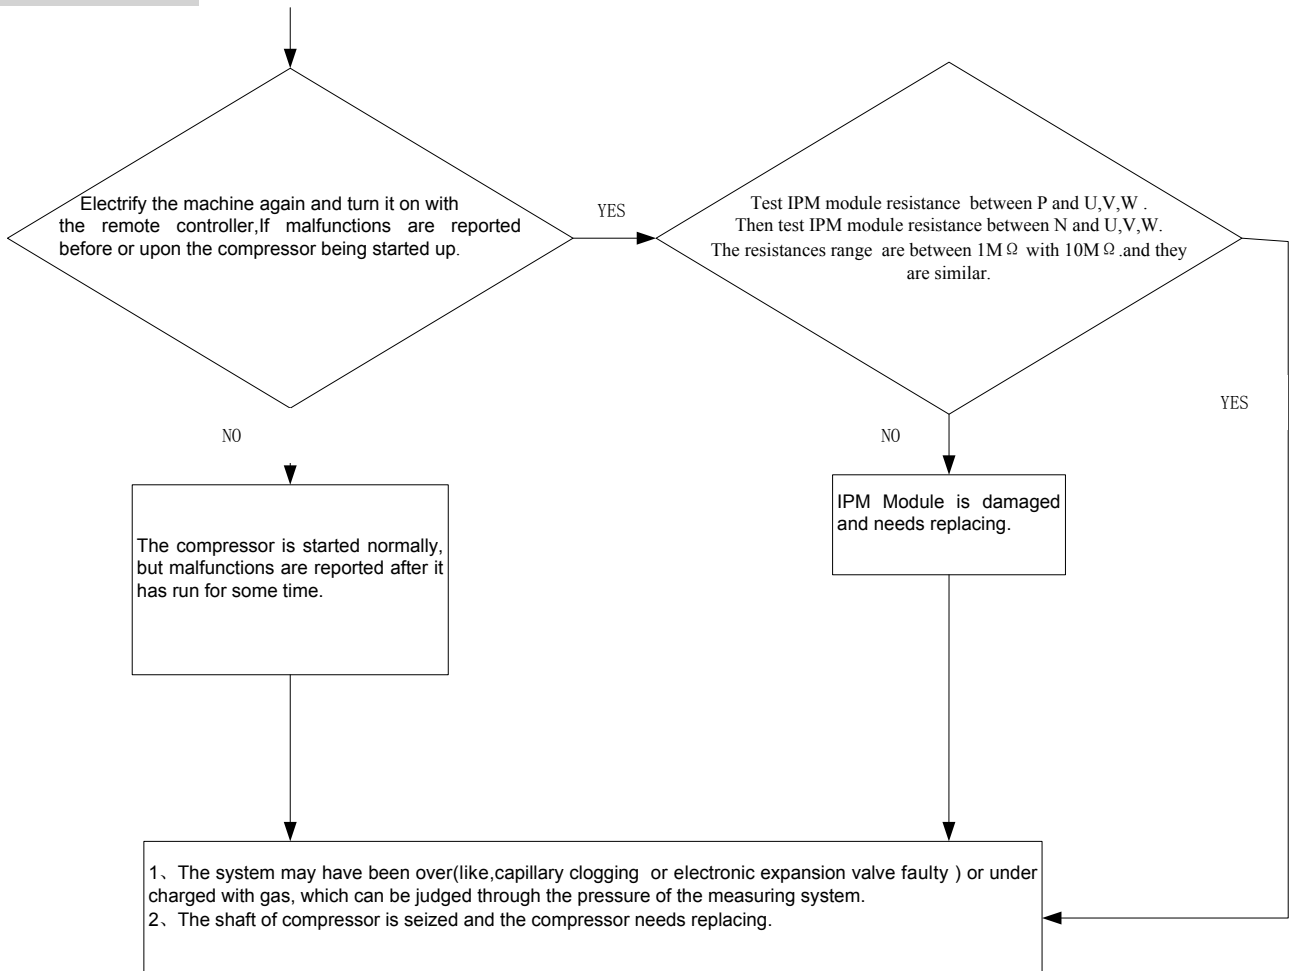 Electrify the machine again and turn it on with
the remote controller,If malfunctions are reported
before or upon the compressor being started up.
YES
Test IPM module resistance between P and U,V,W .
Then test IPM module resistance between N and U,V,W.
The resistances range are between 1MΩ with 10MΩ.and they
are similar.
YES
NO
NO
The compressor is started normally,
but malfunctions are reported after it
has run for some time.
IPM Module is damaged
and needs replacing.
1、The system may have been over(like,capillary clogging or electronic expansion valve faulty ) or under
charged with gas, which can be judged through the pressure of the measuring system.
2、The shaft of compressor is seized and the compressor needs replacing.